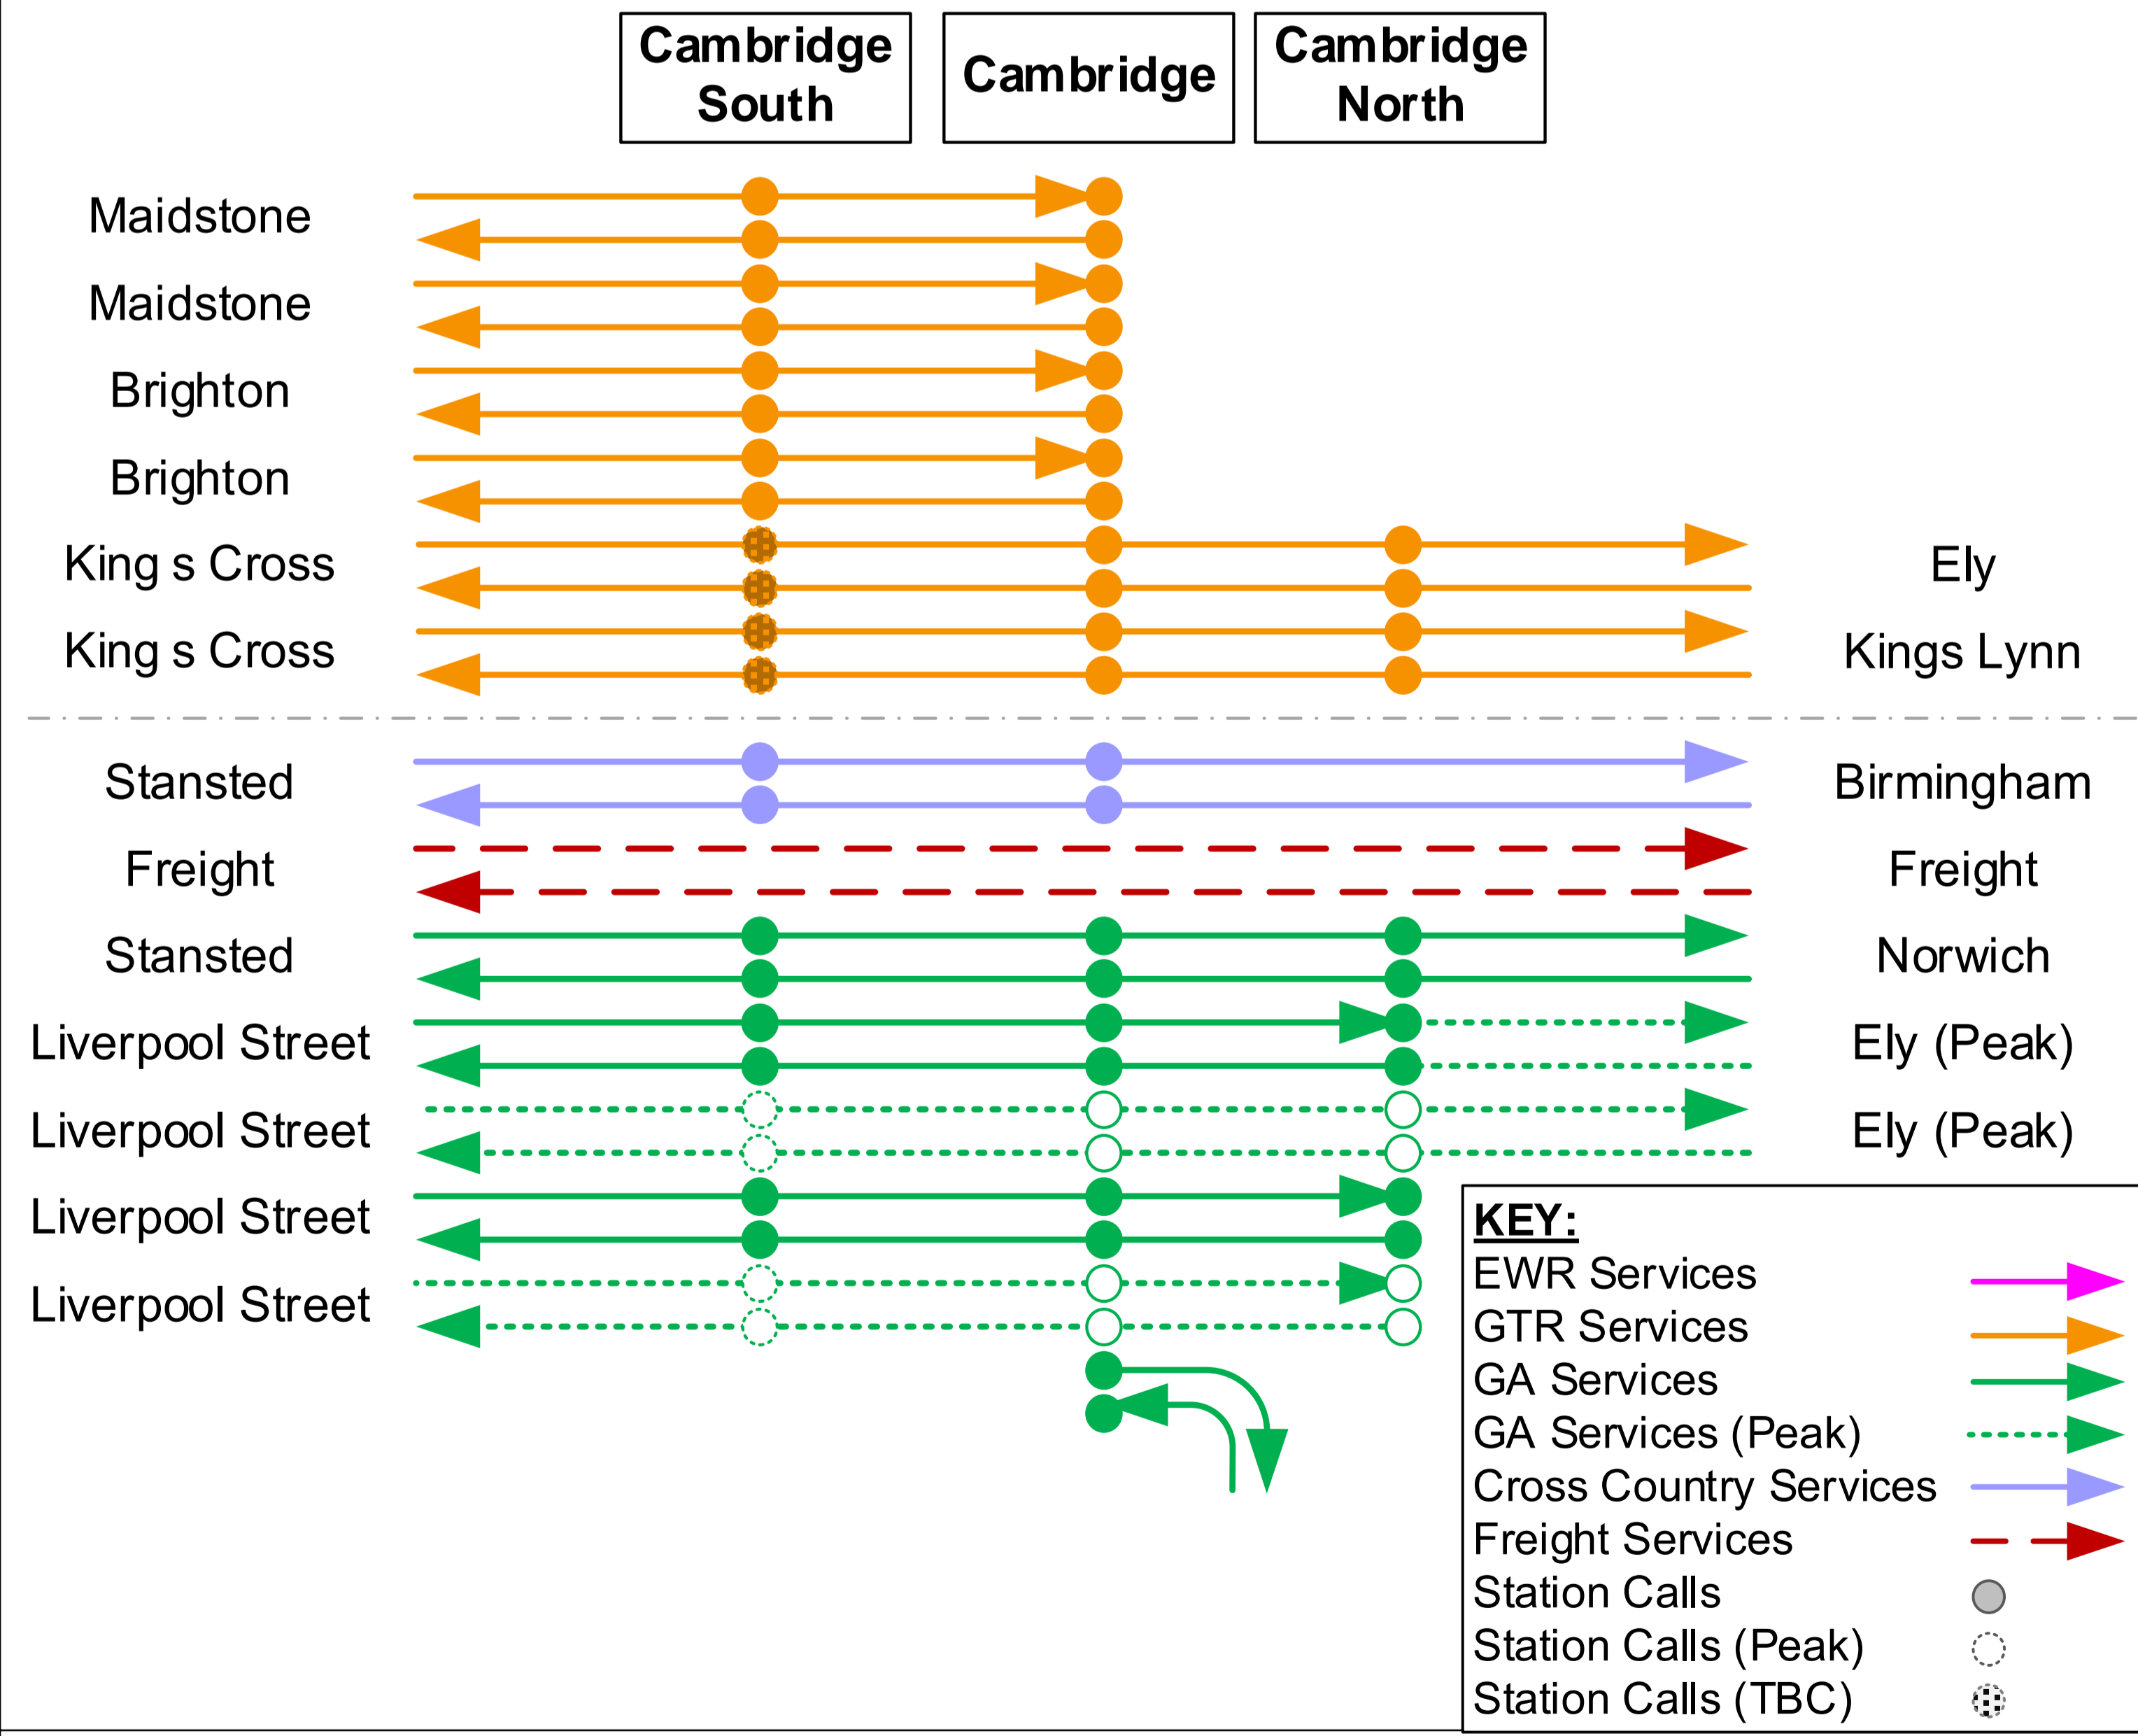 Cambridge
South
Cambridge
Cambridge
North
Maidstone
Maidstone
Brighton
Brighton
King s Cross
Ely
King s Cross
Kings Lynn
Stansted
Birmingham
Freight
Freight
Stansted
Norwich
Liverpool Street
Ely (Peak)
Liverpool Street
Ely (Peak)
Liverpool Street
Liverpool Street
KEY:
EWR Services
GTR Services
GA Services
GA Services (Peak)
Cross Country Services
Freight Services
Station Calls
Station Calls (Peak)
Station Calls (TBC)